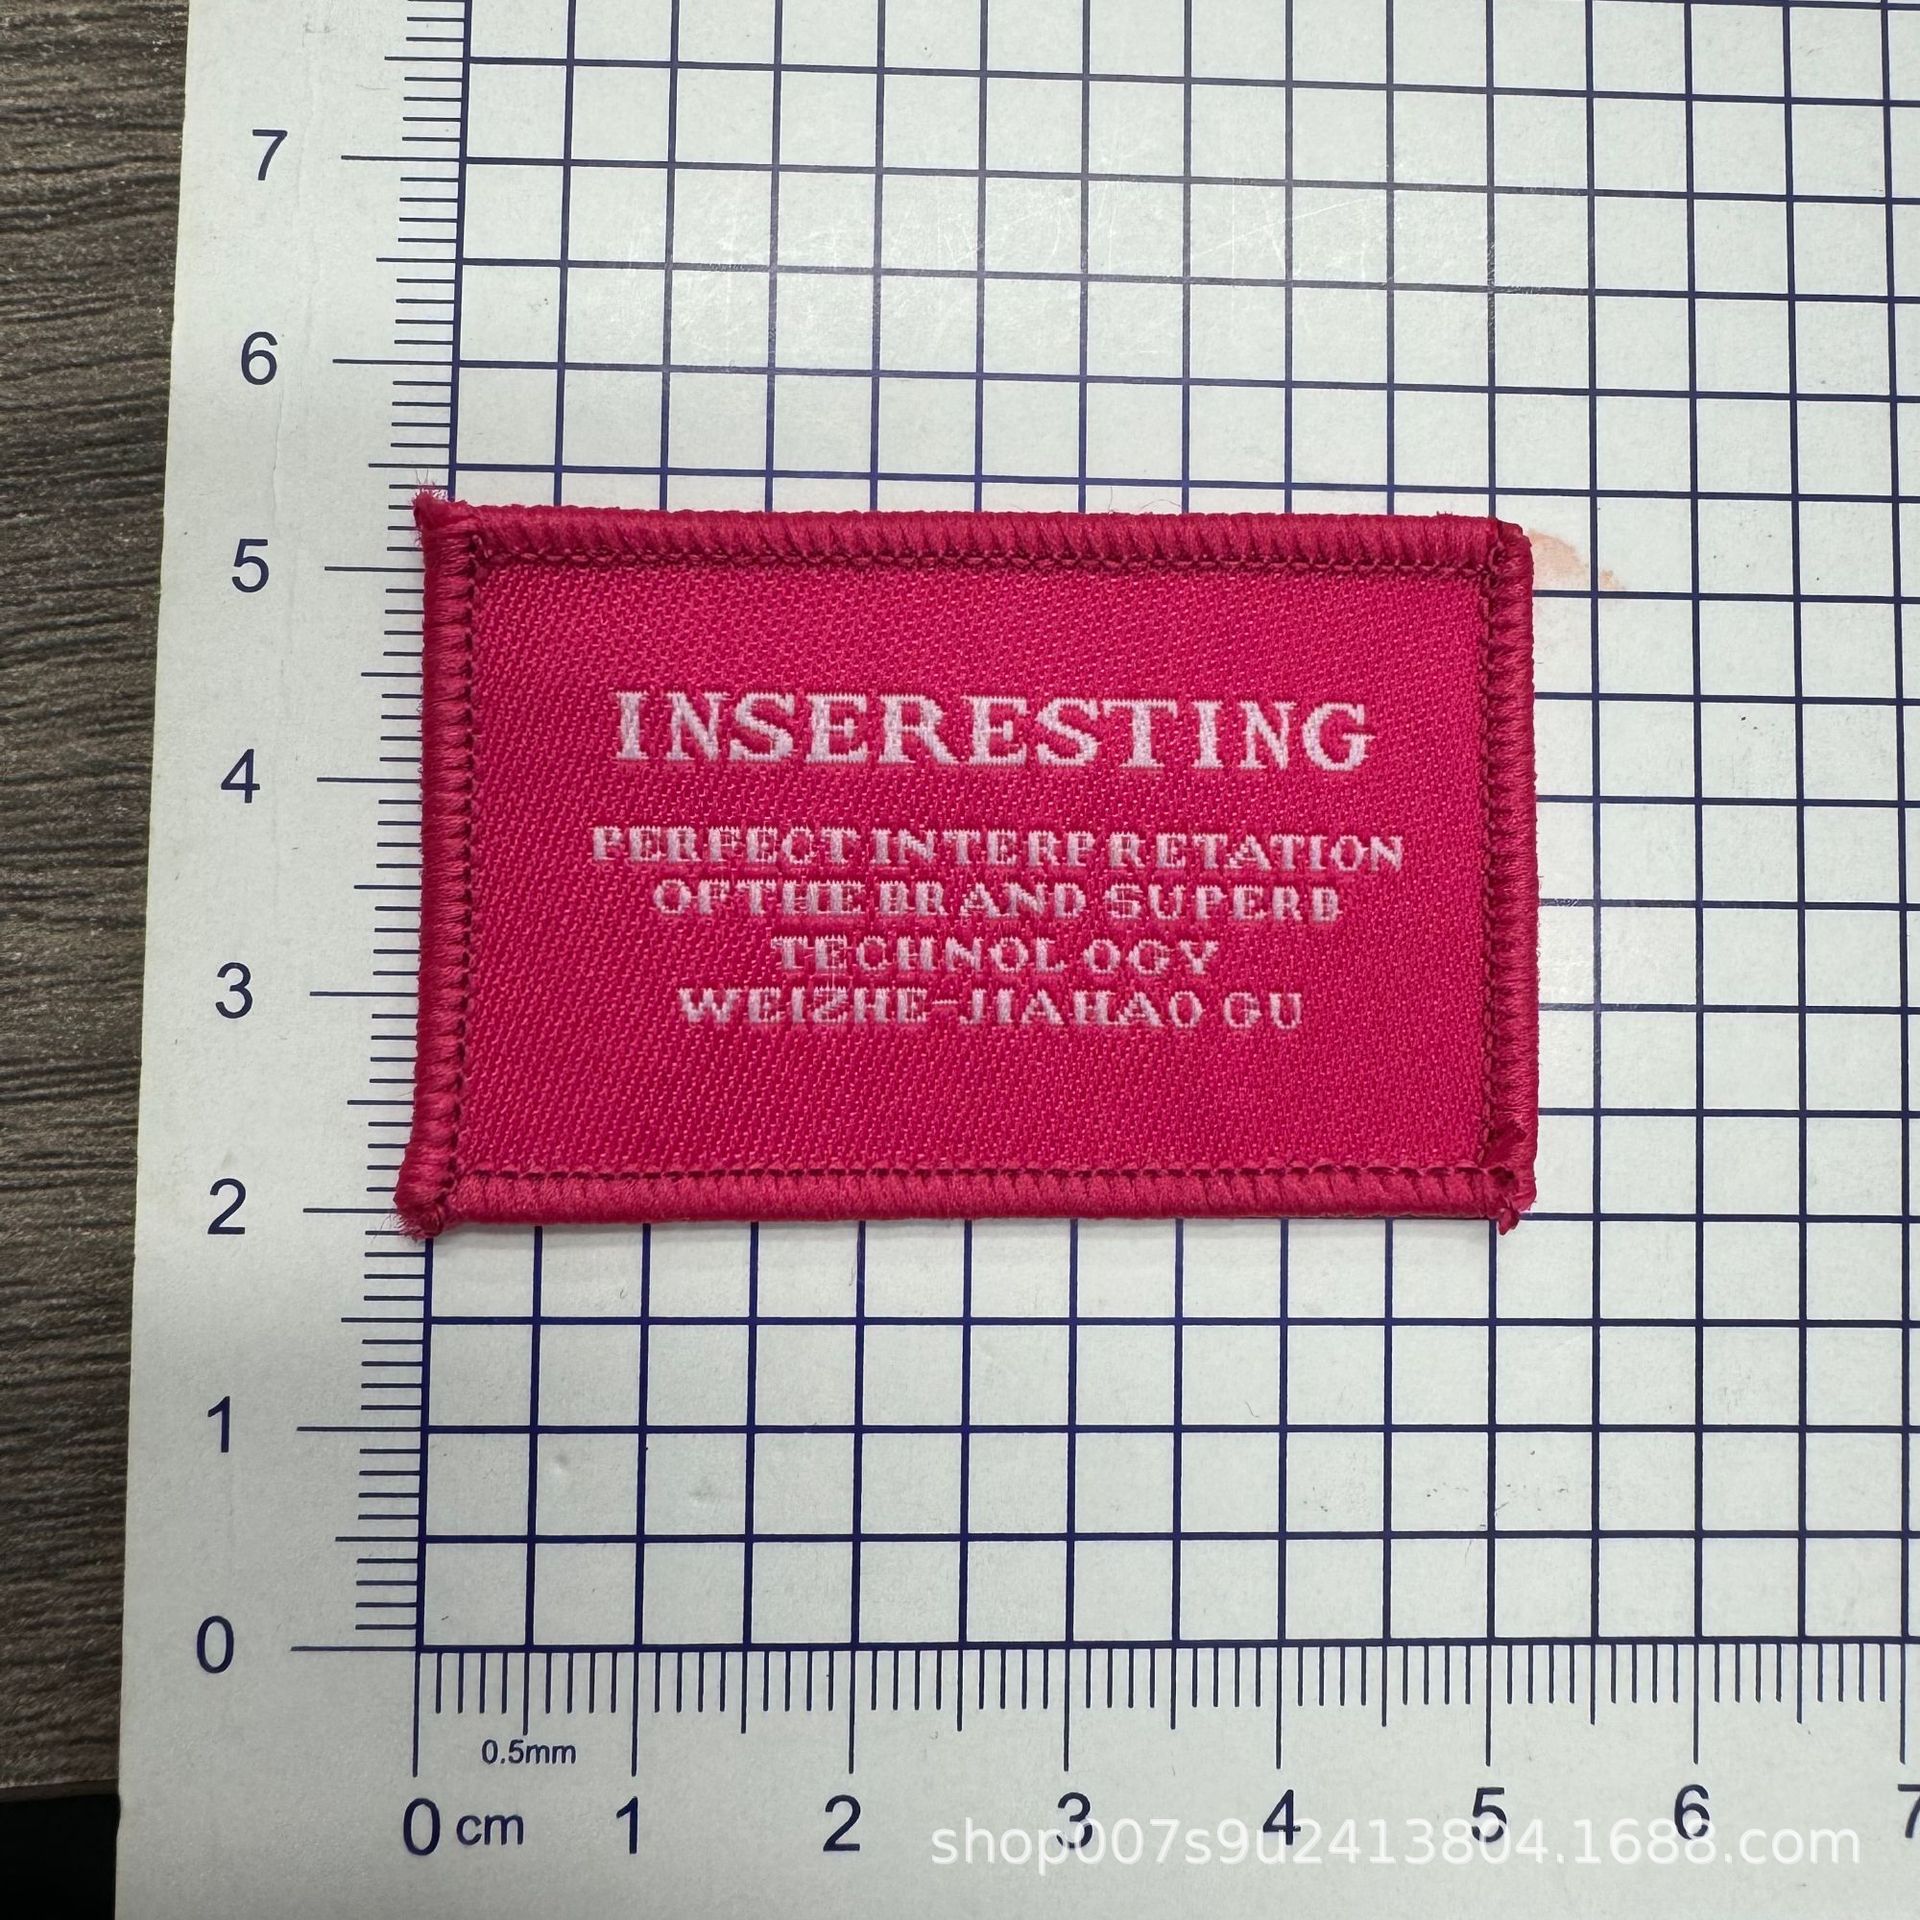 7
6
5
INSERESTING
4
PERFECT INTERPRETATION
OF THE BRAND SUPERB
TECHNOLOGY
3
WEIZHE-JIAHAO GU
2
1
0
0.5mm
0 cm 1 2 3 4 5 6 7
shop007s9u2413804.1688.com